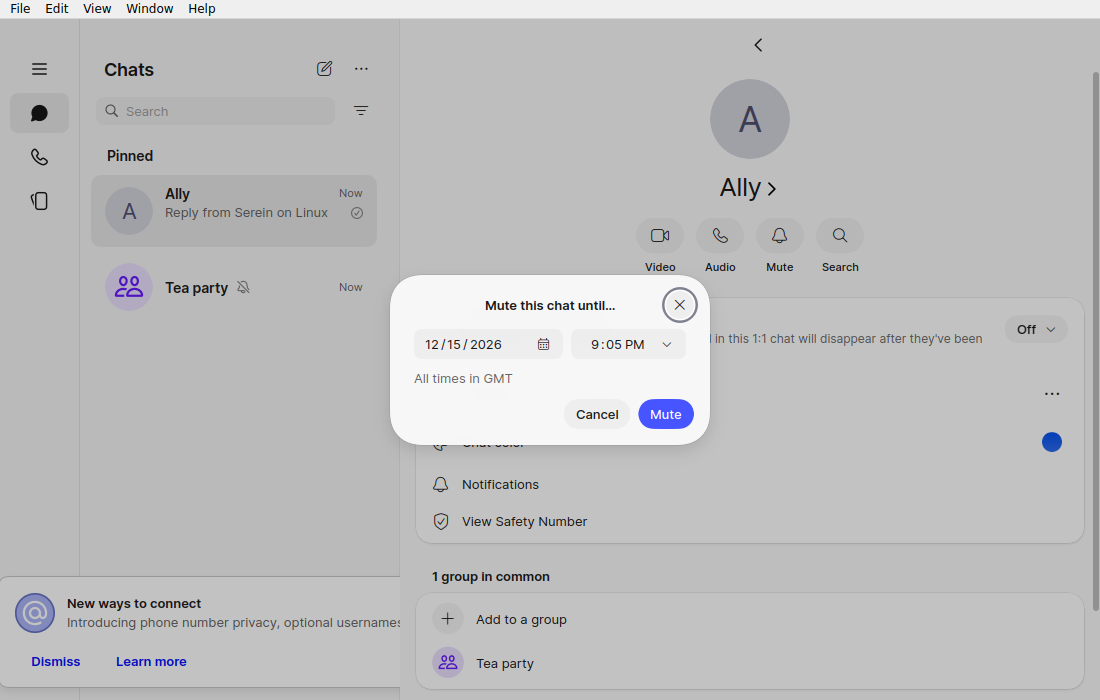 File Edit View Window Help
Chats
Search
Pinned
Ally
Now
Reply from Serein on Linux
Tea party
Now
New ways to connect
Introducing phone number privacy, optional usernames
Dismiss
Learn more
A
A
Ally
Video
Audio
Mute
Search
in this 1:1 chat will disappear after they've been
Off
Mute this chat until...
12/15/2026
9:05 PM
All times in GMT
Cancel
Mute
Chat color
Notifications
View Safety Number
1 group in common
Add to a group
Tea party